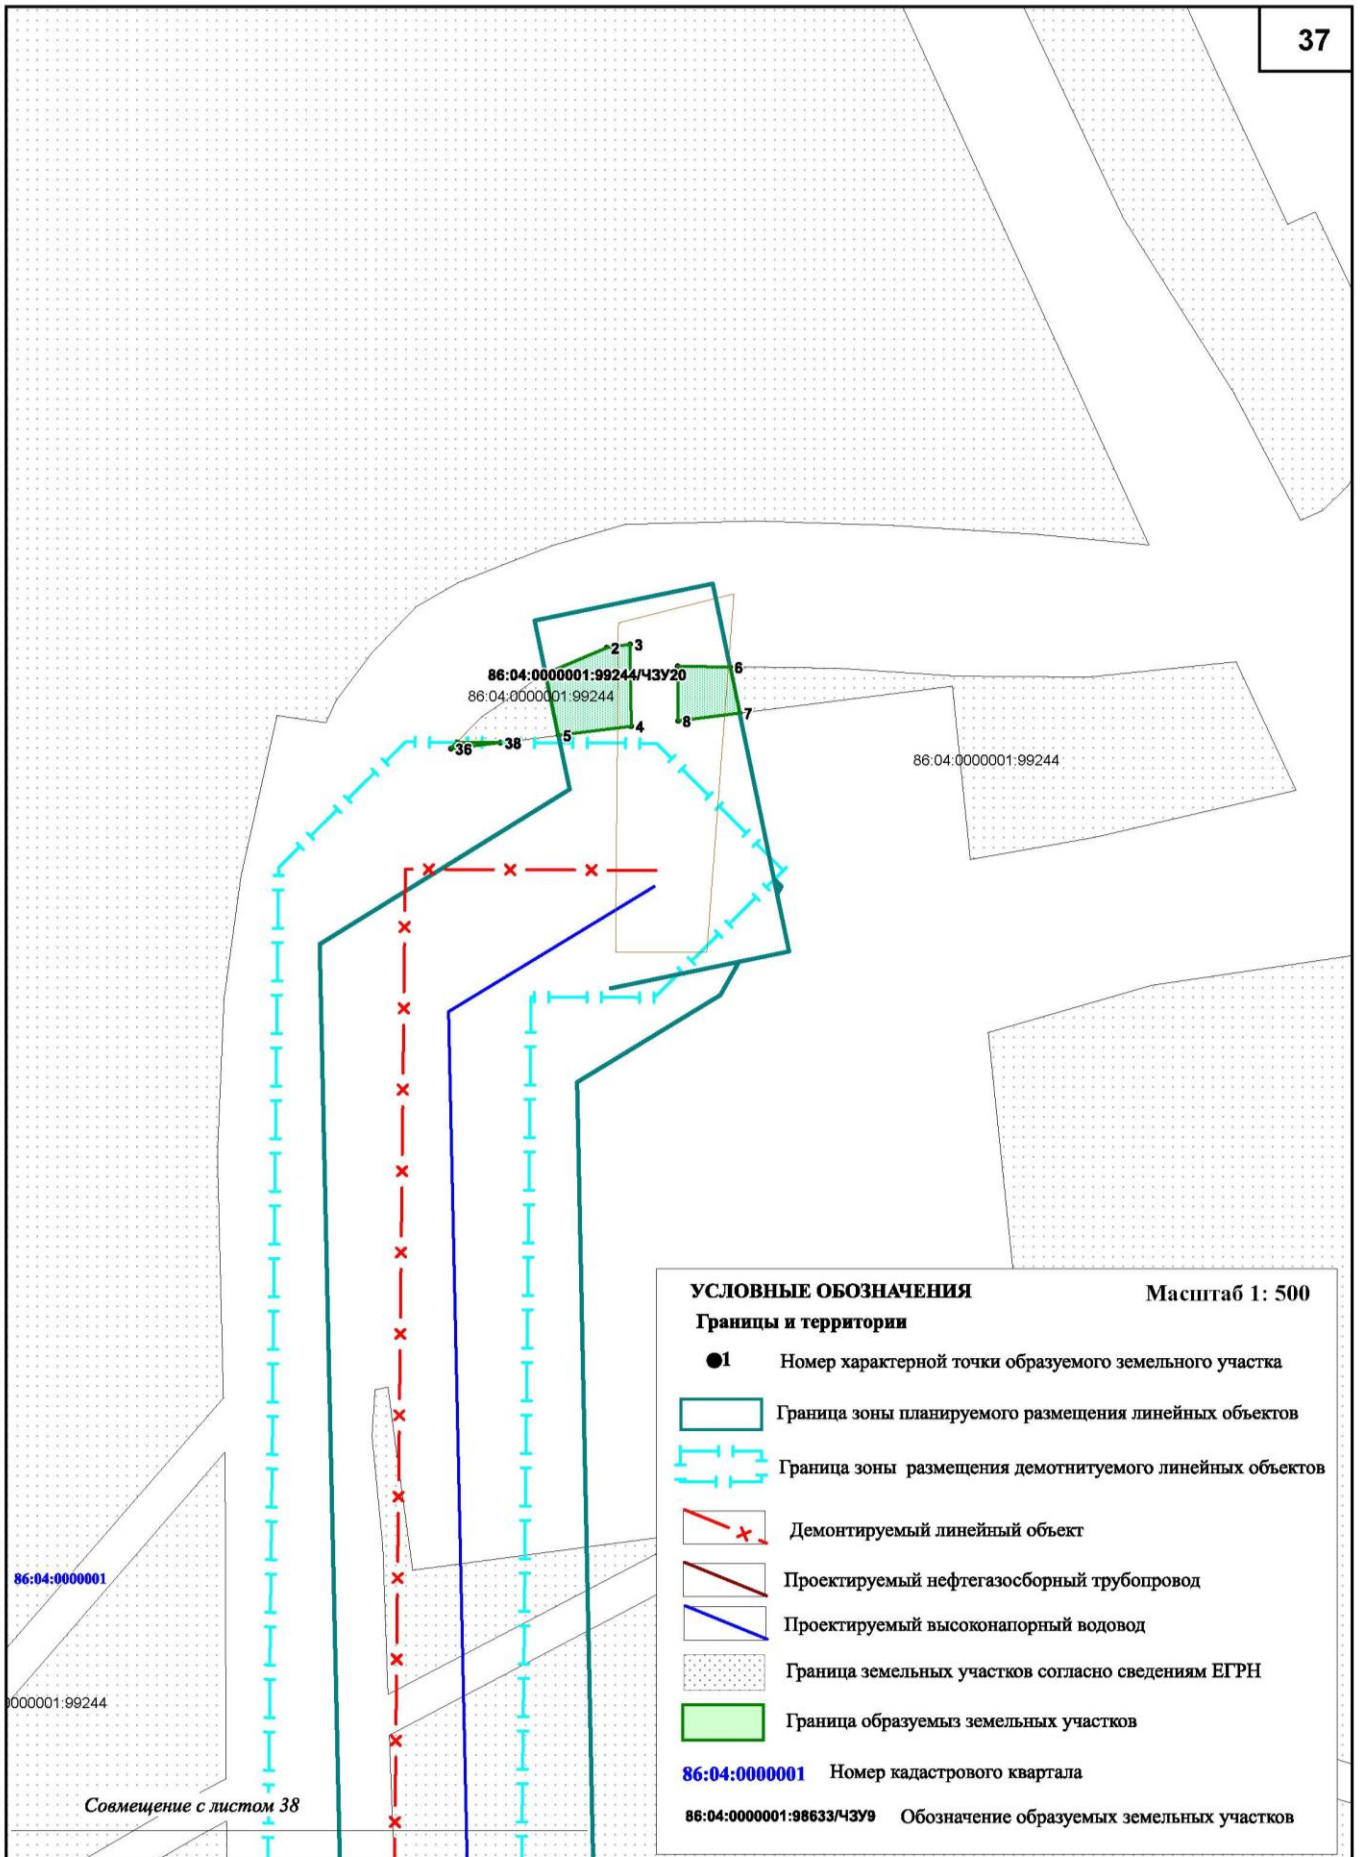 37
2
3
86:04:0000001:99244/ЧЗУ20
6
86:04:0000001:99244
7
8
4
5
36
38
86:04:0000001:99244
УСЛОВНЫЕ ОБОЗНАЧЕНИЯ
Масштаб 1: 500
Границы и территории
1
Номер характерной точки образуемого земельного участка
Граница зоны планируемого размещения линейных объектов
Граница зоны размещения демотнитуемого линейных объектов
Демонтируемый линейный объект
Проектируемый нефтегазосборный трубопровод
Проектируемый высоконапорный водовод
Граница земельных участков согласно сведениям ЕГРН
Граница образуемыз земельных участков
86:04:0000001 Номер кадастрового квартала
86:04:0000001:98633/ЧЗУ9 Обозначение образуемых земельных участков
86:04:0000001
0000001:99244
Совмещение с листом 38